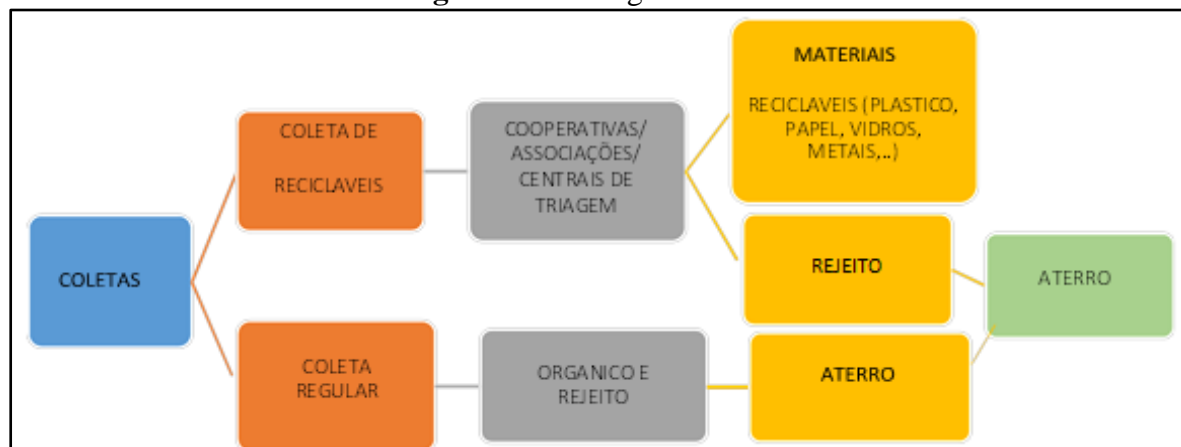 COLETAS
COLETA DE
RECICLAVEIS
COOPERATIVAS/
ASSOCIAÇÕES/
CENTRAIS DE
TRIAGEM
MATERIAIS
RECICLAVEIS (PLASTICO,
PAPEL, VIDROS,
METAIS,..)
REJEITO
ATERRO
COLETA
REGULAR
ORGANICO E
REJEITO
ATERRO